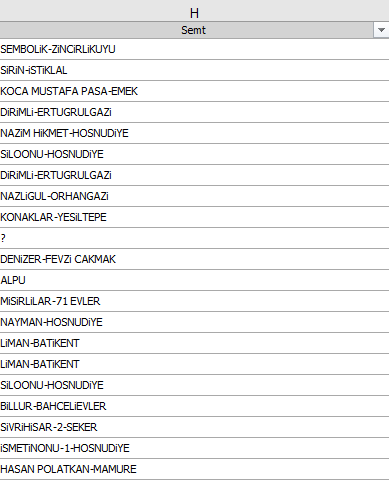 H
Semt
SEMBOLiK-ZiNCiRLiKUYU
SiRiN-iSTiKLAL
KOCA MUSTAFA PASA-EMEK
DiRiMLi-ERTUGRULGAZi
NAZiM HiKMET-HOSNUDiYE
SiLOONU-HOSNUDiYE
DiRiMLi-ERTUGRULGAZi
NAZLiGUL-ORHANGAZi
KONAKLAR-YESiLTEPE
?
DENiZER-FEVZi CAKMAK
ALPU
MiSiRLiLAR-71 EVLER
NAYMAN-HOSNUDiYE
LiMAN-BATiKENT
LiMAN-BATiKENT
SiLOONU-HOSNUDiYE
BiLLUR-BAHCELiEVLER
SiVRiHiSAR-2-SEKER
iSMETiNONU-1-HOSNUDiYE
HASAN POLATKAN-MAMURE